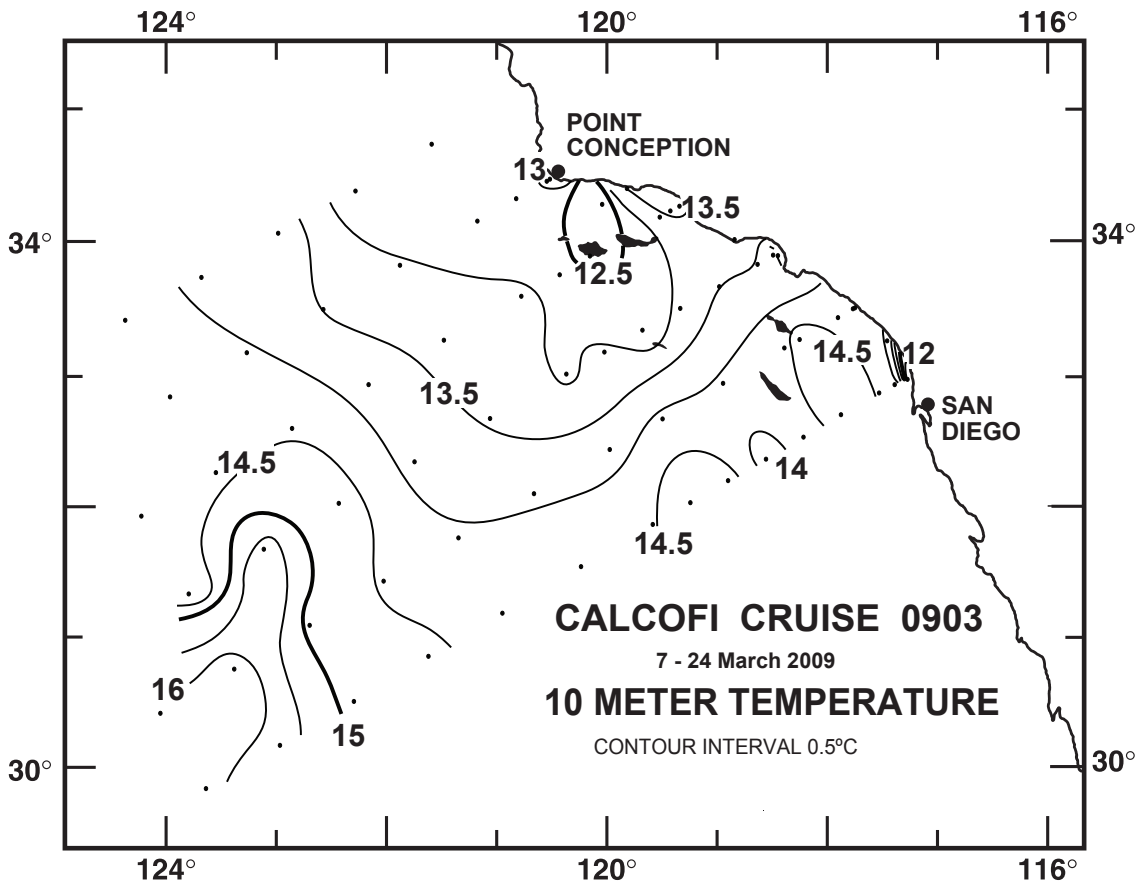 124° 120° 116°
POINT
CONCEPTION
13
13.5
34° 34°
12.5
14.5 12
13.5
SAN
DIEGO
14.5 14
14.5
CALCOFI CRUISE 0903
7 - 24 March 2009
16 10 METER TEMPERATURE
15
CONTOUR INTERVAL 0.5ºC
30° 30°
124° 120° 116°